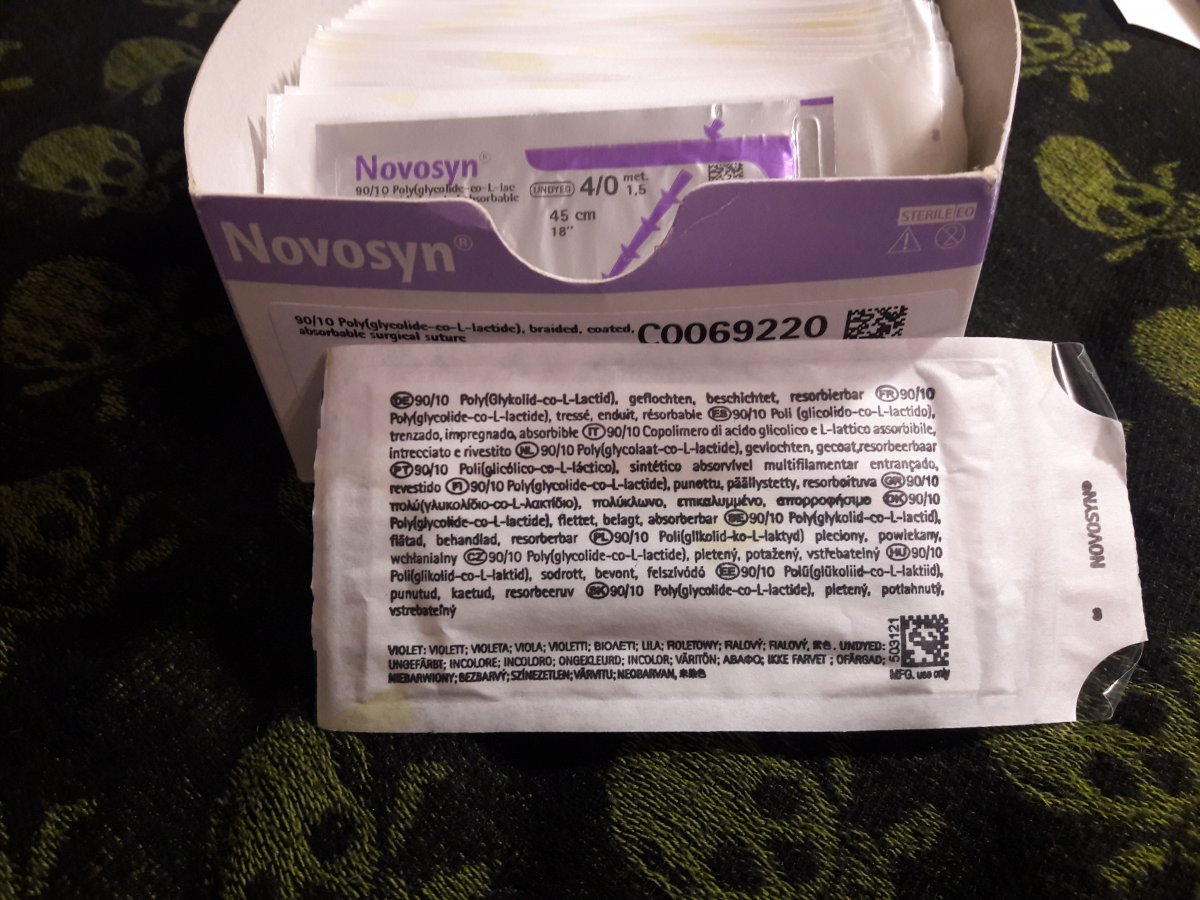 Novosyn®
90/10 Poly(glycolide-co-L-lac
sorbable
UNDYED 4/0 met. 1,5
45 cm
18"
Novosyn®
STERILE EO
90/10 Poly(glycolide-co-L-lactide), braided, coated,
absorbable surgical suture
C0069220
DE 90/10 Poly(Glykolid-co-L-Lactid), geflochten, beschichtet, resorbierbar FR 90/10
Poly(glycolide-co-L-lactide), tressé, enduit, résorbable ES 90/10 Poli (glicolido-co-L-lactido),
trenzado, impregnado, absorbible IT 90/10 Copolimero di acido glicolico e L-lattico assorbibile,
intrecciato e rivestito NL 90/10 Poly(glycolaat-co-L-lactide), gevlochten, gecoat,resorbeerbaar
PT 90/10 Poli(glicólico-co-L-láctico), sintético absorvível multifilamentar entrançado,
revestido FI 90/10 Poly(glycolide-co-L-lactide), punottu, päällystetty, resorboituva GR 90/10
πολύ(γλυκολίδιο-co-L-λακτίδιο), πολύκλωνο, επικαλυμμένο, απορροφήσιμο DK 90/10
Poly(glycolide-co-L-lactide), flettet, belagt, absorberbar SE 90/10 Poly(glykolid-co-L-lactid),
flätad, behandlad, resorberbar PL 90/10 Poli(glikolid-ko-L-laktyd) pleciony, powlekany,
wchłanialny CZ 90/10 Poly(glycolide-co-L-lactide), pletený, potažený, vstřebatelný HU 90/10
Poli(glikolid-co-L-laktid), sodrott, bevont, felszívódó EE 90/10 Polü(glükoliid-co-L-laktiid),
punutud, kaetud, resorbeeruv SK 90/10 Poly(glycolide-co-L-lactide), pletený, potiahnutý,
vstrebateľný
VIOLET: VIOLETT; VIOLETA; VIOLA; VIOLETTI; ΒΙΟΛΕΤΙ; LILA; FIOLETOWY; FIALOVÝ; FIALOVÝ, 紫色. UNDYED:
UNGEFÄRBT; INCOLORE; INCOLORO; ONGEKLEURD; INCOLOR; VÄRITÖN; ΑΒΑΦΟ; IKKE FARVET ; OFÄRGAD;
NIEBARWIONY; BEZBARVÝ; SZÍNEZETLEN; VÄRVITU; NEOBARVAN, 未染色
503121
MFG. use only
NOVOSYN®
8